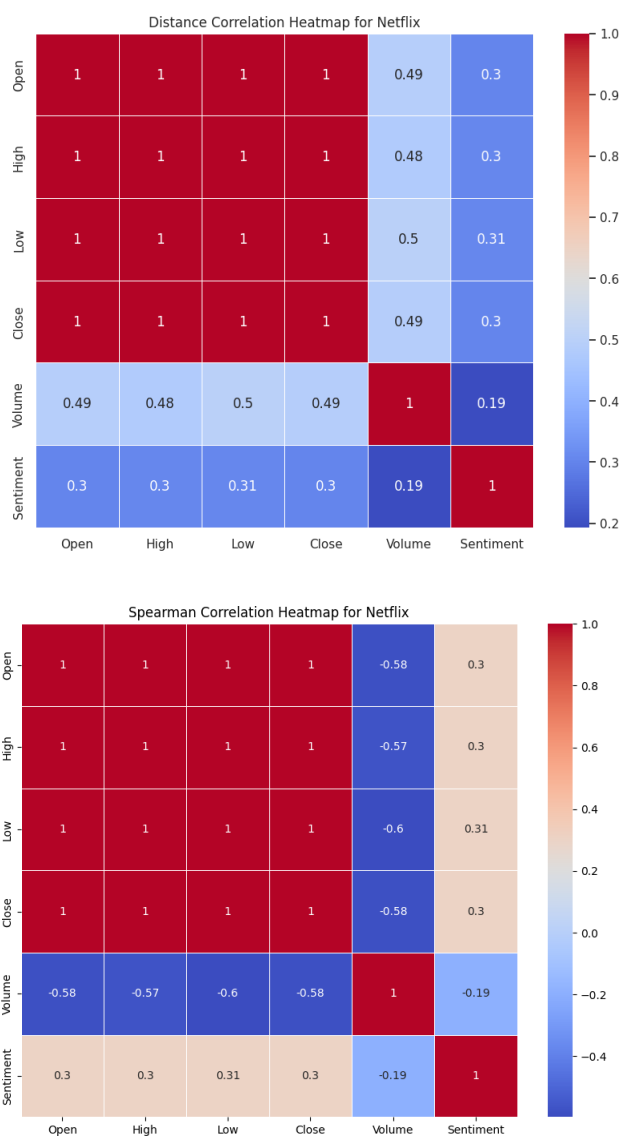 Distance Correlation Heatmap for Netflix
Open 1 1 1 1 0.49 0.3
High 1 1 1 1 0.48 0.3
Low 1 1 1 1 0.5 0.31
Close 1 1 1 1 0.49 0.3
Volume 0.49 0.48 0.5 0.49 1 0.19
Sentiment 0.3 0.3 0.31 0.3 0.19 1
Open High Low Close Volume Sentiment
1.0
0.9
0.8
0.7
0.6
0.5
0.4
0.3
0.2
Spearman Correlation Heatmap for Netflix
Open 1 1 1 1 -0.58 0.3
High 1 1 1 1 -0.57 0.3
Low 1 1 1 1 -0.6 0.31
Close 1 1 1 1 -0.58 0.3
Volume -0.58 -0.57 -0.6 -0.58 1 -0.19
Sentiment 0.3 0.3 0.31 0.3 -0.19 1
Open High Low Close Volume Sentiment
1.0
0.8
0.6
0.4
0.2
0.0
−0.2
−0.4